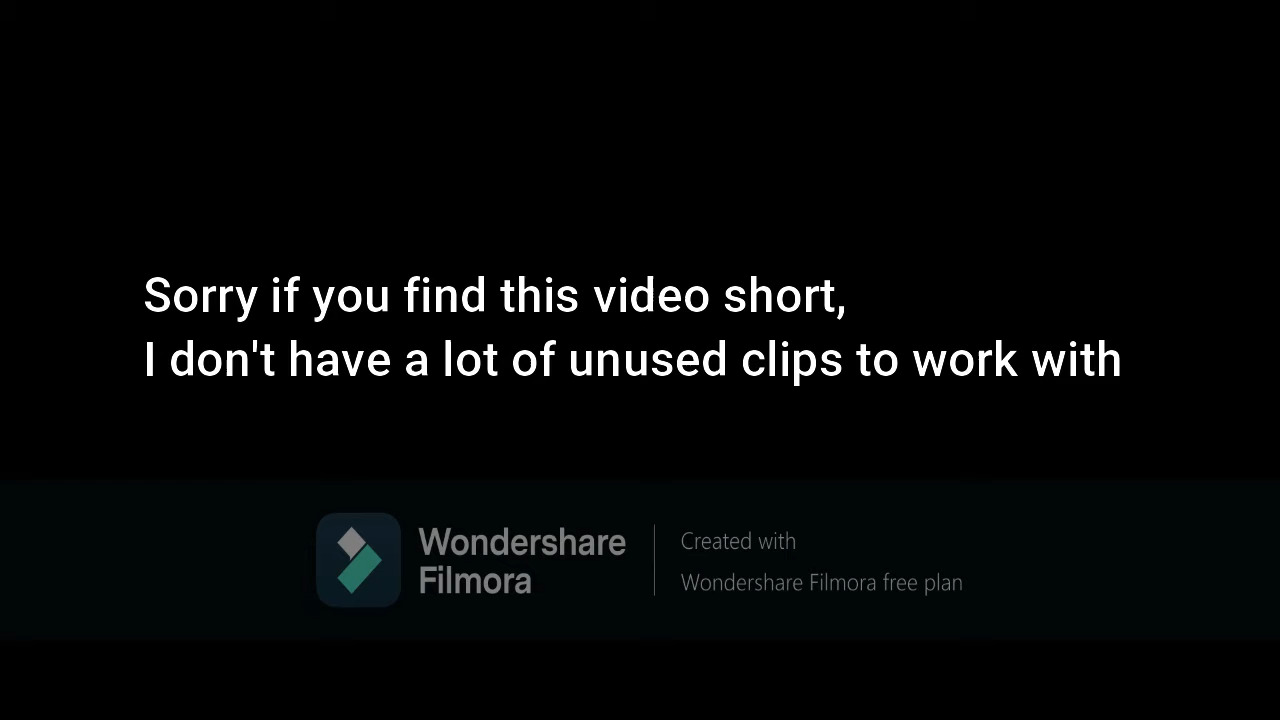 Sorry if you find this video short,
I don't have a lot of unused clips to work with
Wondershare
Filmora
Created with
Wondershare Filmora free plan